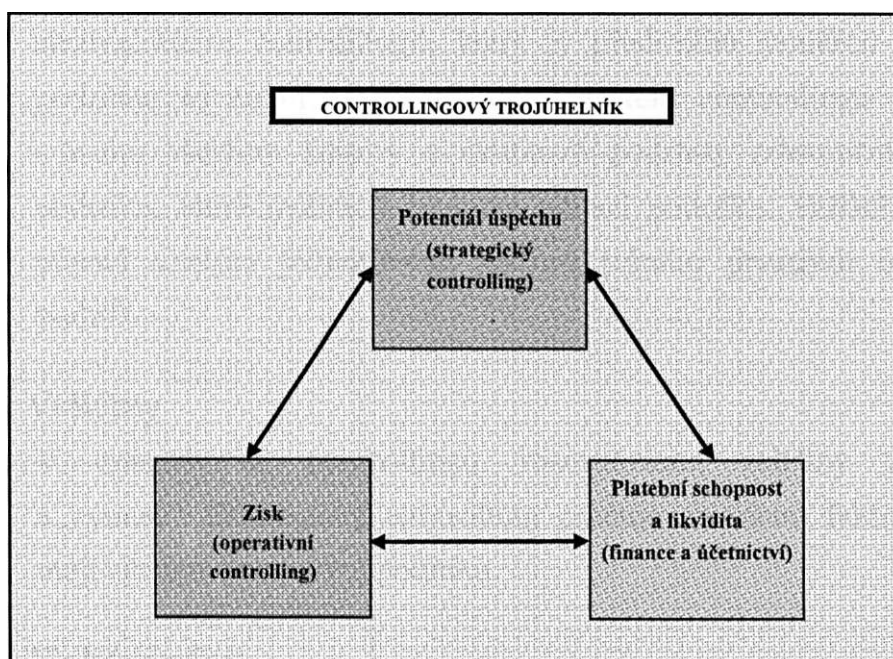 CONTROLLINGOVÝ TROJÚHELNÍK
Potenciál úspěchu
(strategický
controlling)
Zisk
(operativní
controlling)
Platební schopnost
a likvidita
(finance a účetnictví)